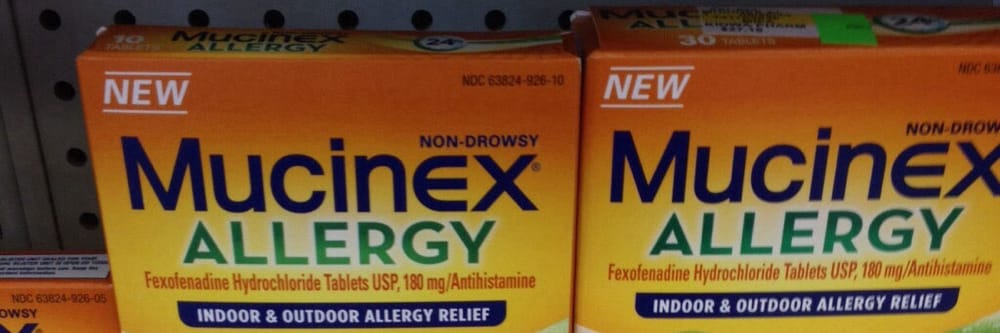 10 TABLETS
Mucinex
ALLERGY
24
NDC 63824-926-10
NEW
NON-DROWSY
Mucinex®
ALLERGY
Fexofenadine Hydrochloride Tablets USP, 180 mg/Antihistamine
INDOOR & OUTDOOR ALLERGY RELIEF
ALLERGY
30 TABLETS
24
NDC 638
NEW
NON-DROW
Mucinex
ALLERGY
Fexofenadine Hydrochloride Tablets USP, 180 mg/Antihistamine
INDOOR & OUTDOOR ALLERGY RELIEF
NDC 63824-926-05
OWSY